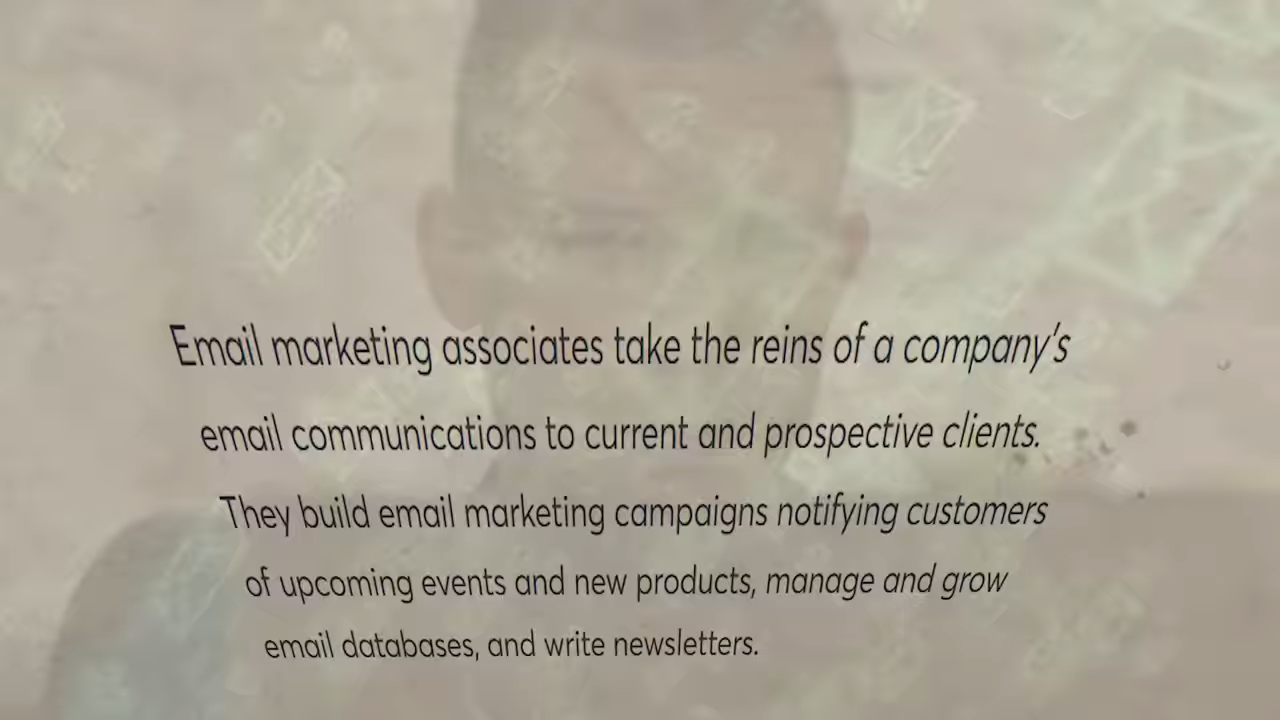 Email marketing associates take the reins of a company's
email communications to current and prospective clients.
They build email marketing campaigns notifying customers
of upcoming events and new products, manage and grow
email databases, and write newsletters.